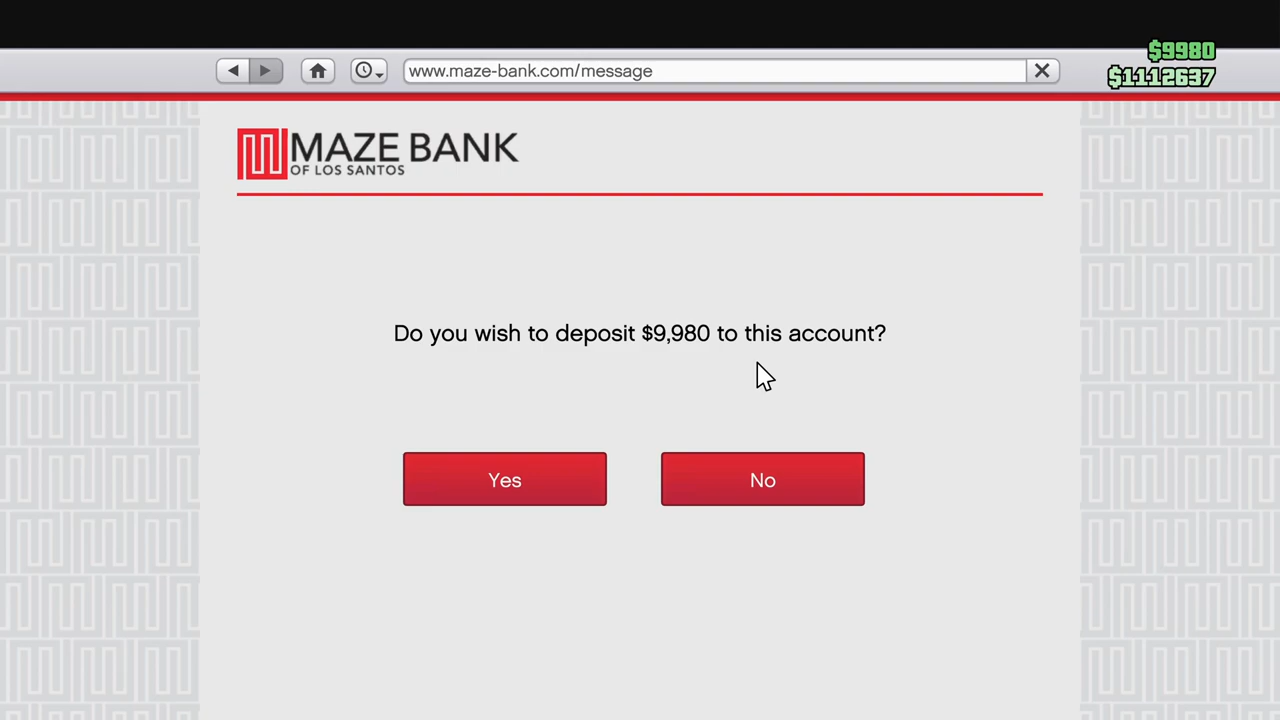 $9980
www.maze-bank.com/message
$1112637
MAZE BANK
OF LOS SANTOS
Do you wish to deposit $9,980 to this account?
Yes
No